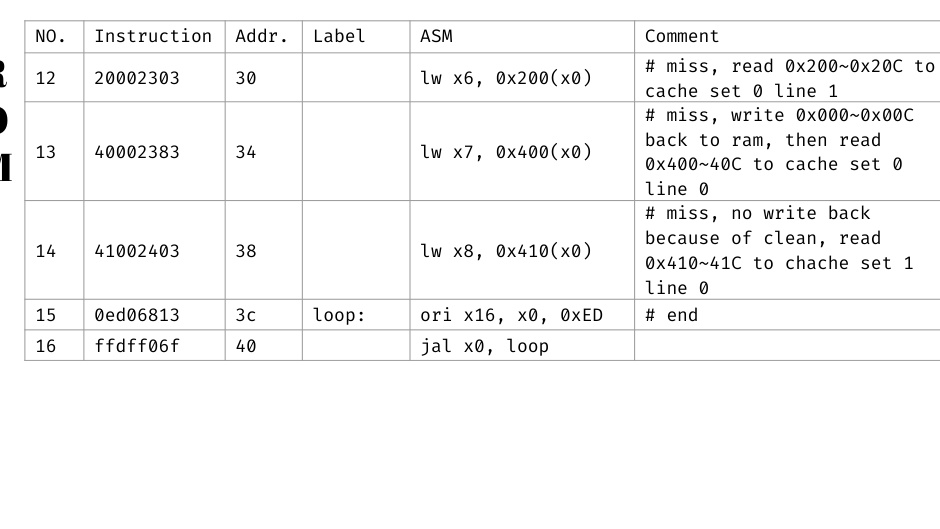 NO. Instruction Addr. Label ASM Comment
12 20002303 30 lw x6, 0x200(x0) # miss, read 0x200~0x20C to
cache set 0 line 1
13 40002383 34 lw x7, 0x400(x0) # miss, write 0x000~0x00C
back to ram, then read
0x400~40C to cache set 0
line 0
14 41002403 38 lw x8, 0x410(x0) # miss, no write back
because of clean, read
0x410~41C to chache set 1
line 0
15 0ed06813 3c loop: ori x16, x0, 0xED # end
16 ffdff06f 40 jal x0, loop